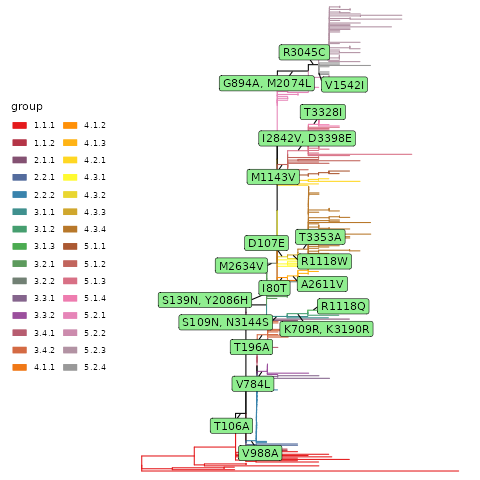 R3045C
G894A, M2074L
V1542I
T3328I
I2842V, D3398E
M1143V
D107E
T3353A
M2634V
R1118W
A2611V
I80T
S139N, Y2086H
R1118Q
S109N, N3144S
K709R, K3190R
T196A
V784L
T106A
V988A
group
1.1.1
1.1.2
2.1.1
2.2.1
2.2.2
3.1.1
3.1.2
3.1.3
3.2.1
3.2.2
3.3.1
3.3.2
3.4.1
3.4.2
4.1.1
4.1.2
4.1.3
4.2.1
4.3.1
4.3.2
4.3.3
4.3.4
5.1.1
5.1.2
5.1.3
5.1.4
5.2.1
5.2.2
5.2.3
5.2.4